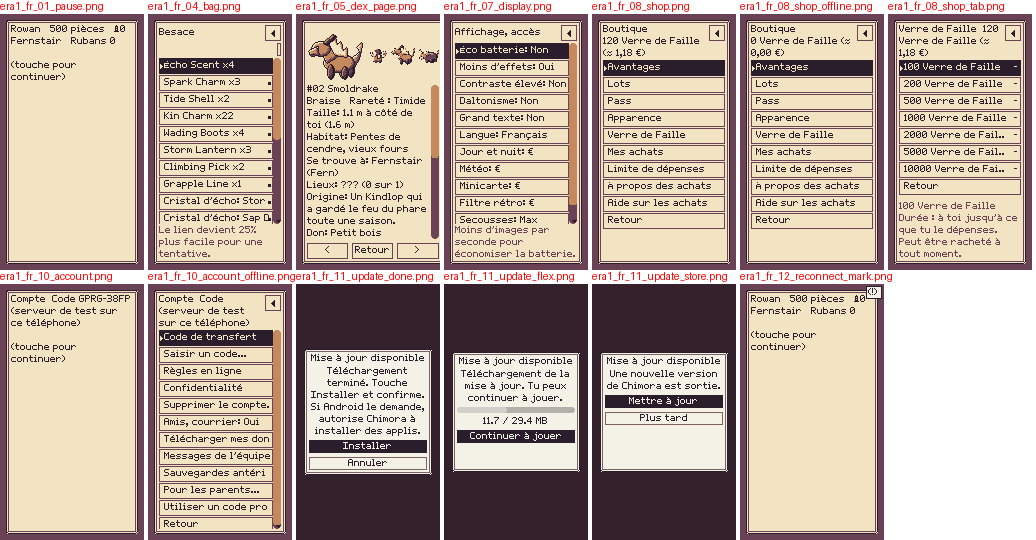 era1_fr_01_pause.png
Rowan 500 pièces 0
Fernstair Rubans 0
(touche pour
continuer)
era1_fr_04_bag.png
Besace
Écho Scent x4
Spark Charm x3
Tide Shell x2
Kin Charm x22
Wading Boots x4
Storm Lantern x3
Climbing Pick x2
Grapple Line x1
Cristal d'écho: Stor
Cristal d'écho: Sap D
Le lien devient 25%
plus facile pour une
tentative.
era1_fr_05_dex_page.png
#02 Smoldrake
Braise Rareté : Timide
Taille: 1.1 m à côté de
toi (1.6 m)
Habitat: Pentes de
cendre, vieux fours
Se trouve à: Fernstair
(Fern)
Lieux: ??? (0 sur 1)
Origine: Un Kindlop qui
a gardé le feu du phare
toute une saison.
Don: Petit bois
< Retour >
era1_fr_07_display.png
Affichage, accès
Éco batterie: Non
Moins d'effets: Oui
Contraste élevé: Non
Daltonisme: Non
Grand texte: Non
Langue: Français
Jour et nuit: €
Météo: €
Minicarte: €
Filtre rétro: €
Secousses: Max
Moins d'images par
seconde pour
économiser la batterie.
era1_fr_08_shop.png
Boutique
120 Verre de Faille
(≈ 1,18 €)
Avantages
Lots
Pass
Apparence
Verre de Faille
Mes achats
Limite de dépenses
À propos des achats
Aide sur les achats
Retour
era1_fr_08_shop_offline.png
Boutique
0 Verre de Faille (≈
0,00 €)
Avantages
Lots
Pass
Apparence
Verre de Faille
Mes achats
Limite de dépenses
À propos des achats
Aide sur les achats
Retour
era1_fr_08_shop_tab.png
Verre de Faille 120
Verre de Faille (≈
1,18 €)
100 Verre de Faille -
200 Verre de Faille -
500 Verre de Faille -
1000 Verre de Faill -
2000 Verre de Fail.. -
5000 Verre de Fail.. -
10000 Verre de Fai.. -
Retour
100 Verre de Faille
Durée : à toi jusqu'à ce
que tu le dépenses.
Peut être racheté à
tout moment.
era1_fr_10_account.png
Compte Code GPRG-38FP
(serveur de test sur
ce téléphone)
(touche pour
continuer)
era1_fr_10_account_offline.png
Compte Code
(serveur de test
sur ce téléphone)
Code de transfert
Saisir un code...
Règles en ligne
Confidentialité
Supprimer le compte.
Amis, courrier: Oui
Télécharger mes don
Messages de l'équipe
Sauvegardes antéri
Pour les parents...
Utiliser un code pro
Retour
era1_fr_11_update_done.png
Mise à jour disponible
Téléchargement
terminé. Touche
Installer et confirme.
Si Android le demande,
autorise Chimora à
installer des applis.
Installer
Annuler
era1_fr_11_update_flex.png
Mise à jour disponible
Téléchargement de la
mise à jour. Tu peux
continuer à jouer.
11.7 / 29.4 MB
Continuer à jouer
era1_fr_11_update_store.png
Mise à jour disponible
Une nouvelle version
de Chimora est sortie.
Mettre à jour
Plus tard
era1_fr_12_reconnect_mark.png
Rowan 500 pièces 0
Fernstair Rubans 0
(touche pour
continuer)